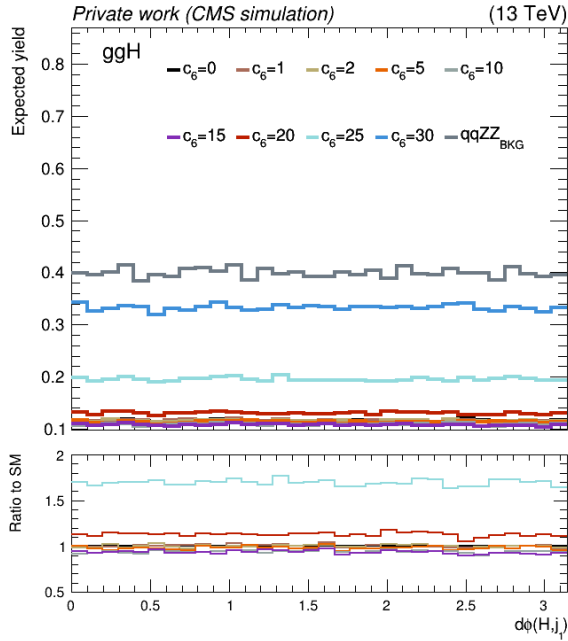 Private work (CMS simulation) (13 TeV)
Expected yield
ggH
c6=0 c6=1 c6=2 c6=5 c6=10
c6=15 c6=20 c6=25 c6=30 qqZZBKG
0.8
0.7
0.6
0.5
0.4
0.3
0.2
0.1
Ratio to SM
2
1.5
1
0.5
0 0.5 1 1.5 2 2.5 3
dϕ(H,j1)